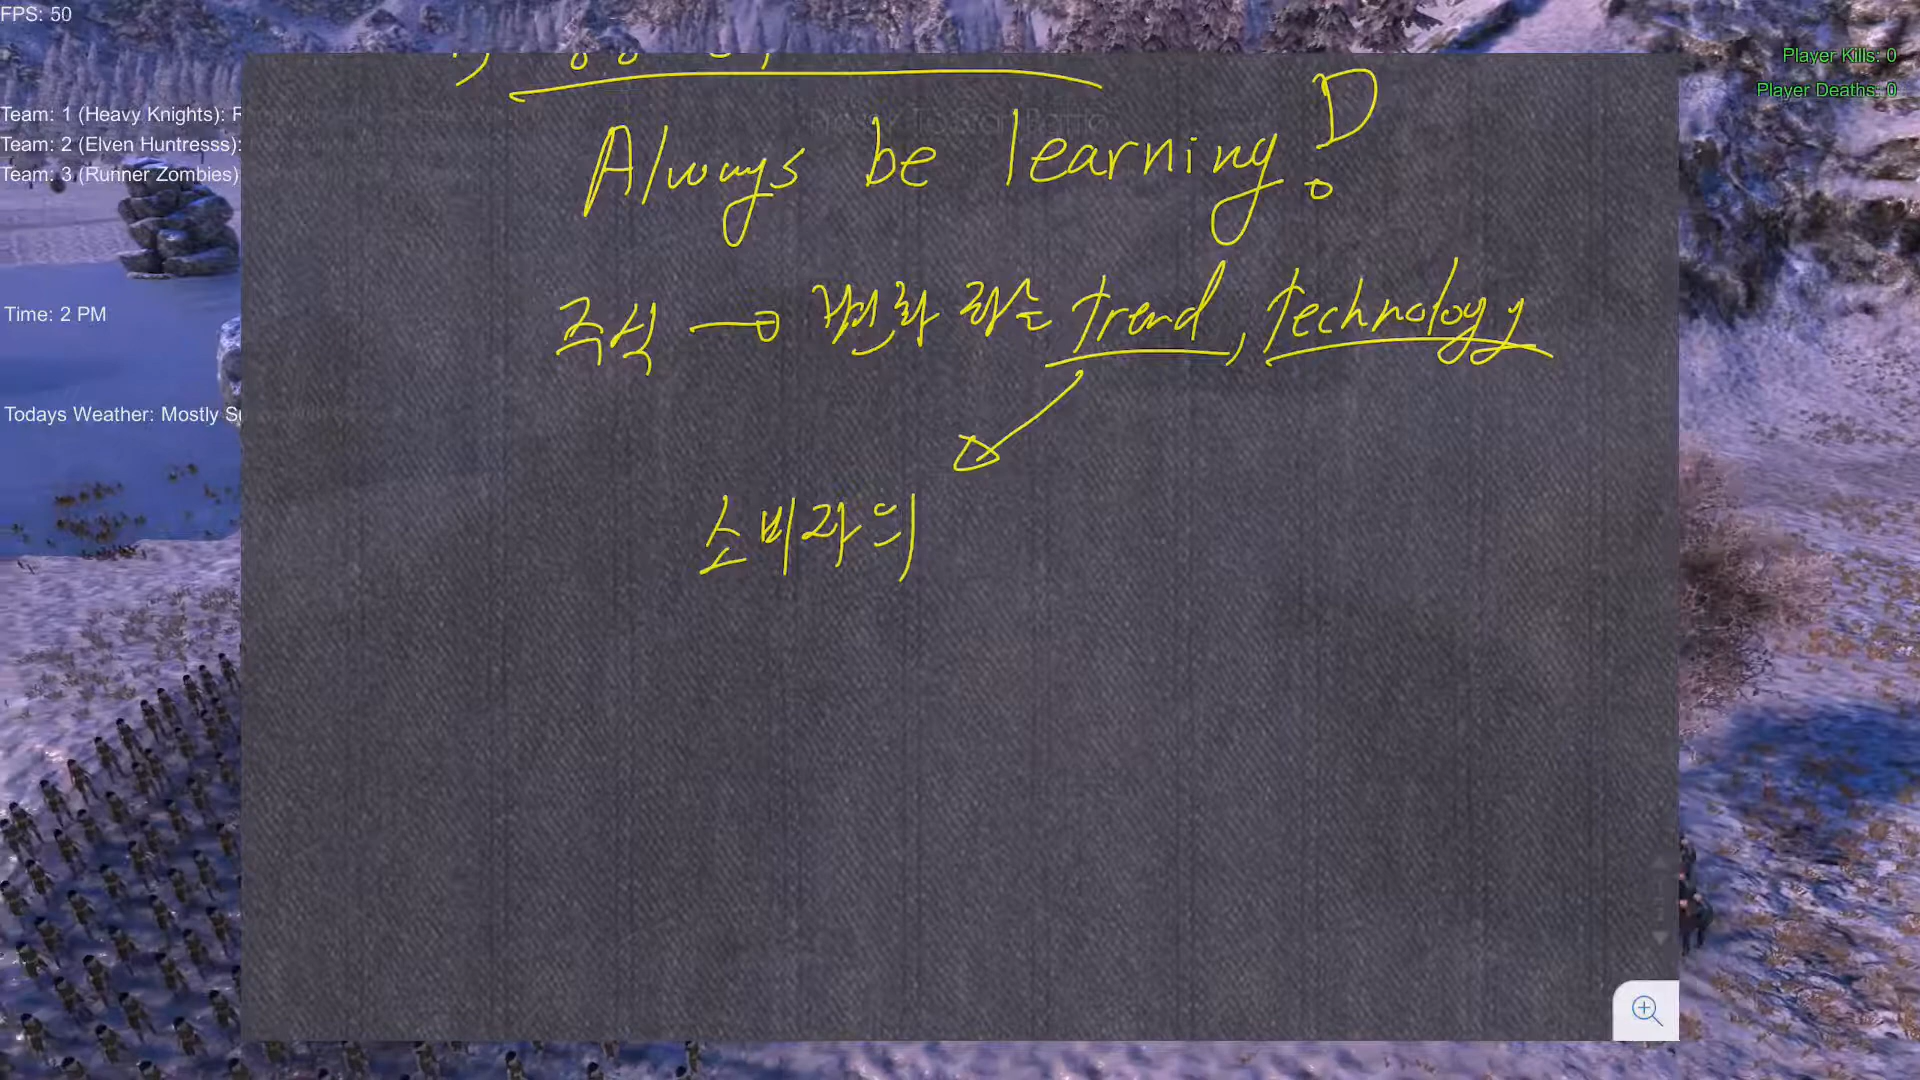 FPS: 50
Player Kills: 0
Player Deaths: 0
Team: 1 (Heavy Knights): R
Team: 2 (Elven Huntresss):
Team: 3 (Runner Zombies)
Time: 2 PM
Todays Weather: Mostly Su
Always be learning!
주식 → 변화하는 trend, technology
소비자의